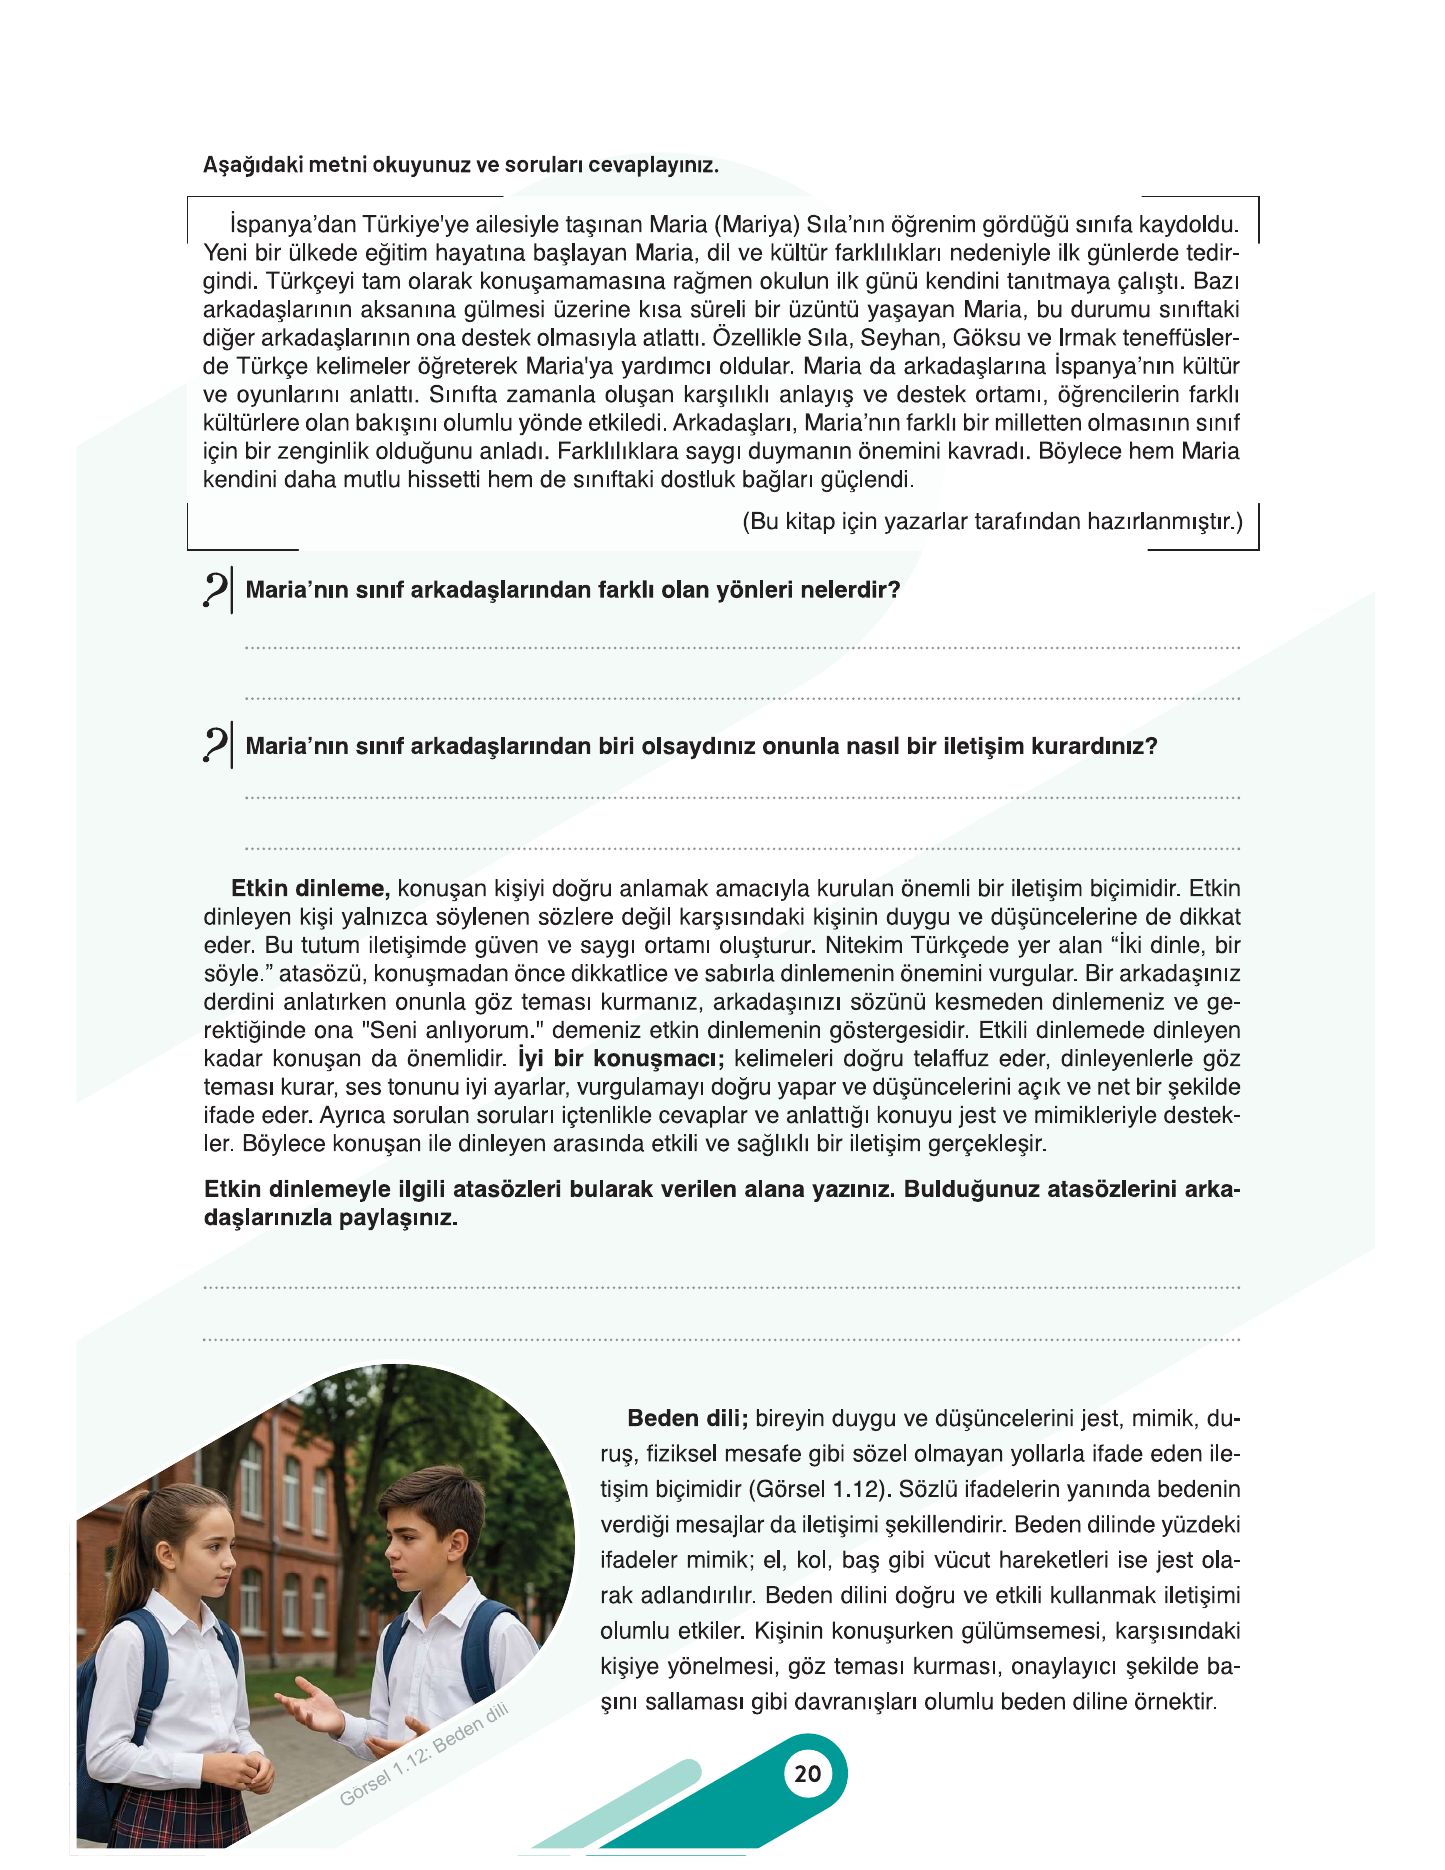 Aşağıdaki metni okuyunuz ve soruları cevaplayınız.
İspanya’dan Türkiye'ye ailesiyle taşınan Maria (Mariya) Sıla’nın öğrenim gördüğü sınıfa kaydoldu.
Yeni bir ülkede eğitim hayatına başlayan Maria, dil ve kültür farklılıkları nedeniyle ilk günlerde tedir-
gindi. Türkçeyi tam olarak konuşamamasına rağmen okulun ilk günü kendini tanıtmaya çalıştı. Bazı
arkadaşlarının aksanına gülmesi üzerine kısa süreli bir üzüntü yaşayan Maria, bu durumu sınıftaki
diğer arkadaşlarının ona destek olmasıyla atlattı. Özellikle Sıla, Seyhan, Göksu ve Irmak teneffüsler-
de Türkçe kelimeler öğreterek Maria'ya yardımcı oldular. Maria da arkadaşlarına İspanya’nın kültür
ve oyunlarını anlattı. Sınıfta zamanla oluşan karşılıklı anlayış ve destek ortamı, öğrencilerin farklı
kültürlere olan bakışını olumlu yönde etkiledi. Arkadaşları, Maria’nın farklı bir milletten olmasının sınıf
için bir zenginlik olduğunu anladı. Farklılıklara saygı duymanın önemini kavradı. Böylece hem Maria
kendini daha mutlu hissetti hem de sınıftaki dostluk bağları güçlendi.
(Bu kitap için yazarlar tarafından hazırlanmıştır.)
? Maria’nın sınıf arkadaşlarından farklı olan yönleri nelerdir?
? Maria’nın sınıf arkadaşlarından biri olsaydınız onunla nasıl bir iletişim kurardınız?
Etkin dinleme, konuşan kişiyi doğru anlamak amacıyla kurulan önemli bir iletişim biçimidir. Etkin
dinleyen kişi yalnızca söylenen sözlere değil karşısındaki kişinin duygu ve düşüncelerine de dikkat
eder. Bu tutum iletişimde güven ve saygı ortamı oluşturur. Nitekim Türkçede yer alan “İki dinle, bir
söyle.” atasözü, konuşmadan önce dikkatlice ve sabırla dinlemenin önemini vurgular. Bir arkadaşınız
derdini anlatırken onunla göz teması kurmanız, arkadaşınızı sözünü kesmeden dinlemeniz ve ge-
rektiğinde ona "Seni anlıyorum." demeniz etkin dinlemenin göstergesidir. Etkili dinlemede dinleyen
kadar konuşan da önemlidir. İyi bir konuşmacı; kelimeleri doğru telaffuz eder, dinleyenlerle göz
teması kurar, ses tonunu iyi ayarlar, vurgulamayı doğru yapar ve düşüncelerini açık ve net bir şekilde
ifade eder. Ayrıca sorulan soruları içtenlikle cevaplar ve anlattığı konuyu jest ve mimikleriyle destek-
ler. Böylece konuşan ile dinleyen arasında etkili ve sağlıklı bir iletişim gerçekleşir.
Etkin dinlemeyle ilgili atasözleri bularak verilen alana yazınız. Bulduğunuz atasözlerini arka-
daşlarınızla paylaşınız.
Beden dili; bireyin duygu ve düşüncelerini jest, mimik, du-
ruş, fiziksel mesafe gibi sözel olmayan yollarla ifade eden ile-
tişim biçimidir (Görsel 1.12). Sözlü ifadelerin yanında bedenin
verdiği mesajlar da iletişimi şekillendirir. Beden dilinde yüzdeki
ifadeler mimik; el, kol, baş gibi vücut hareketleri ise jest ola-
rak adlandırılır. Beden dilini doğru ve etkili kullanmak iletişimi
olumlu etkiler. Kişinin konuşurken gülümsemesi, karşısındaki
kişiye yönelmesi, göz teması kurması, onaylayıcı şekilde ba-
şını sallaması gibi davranışları olumlu beden diline örnektir.
Görsel 1.12: Beden dili
20